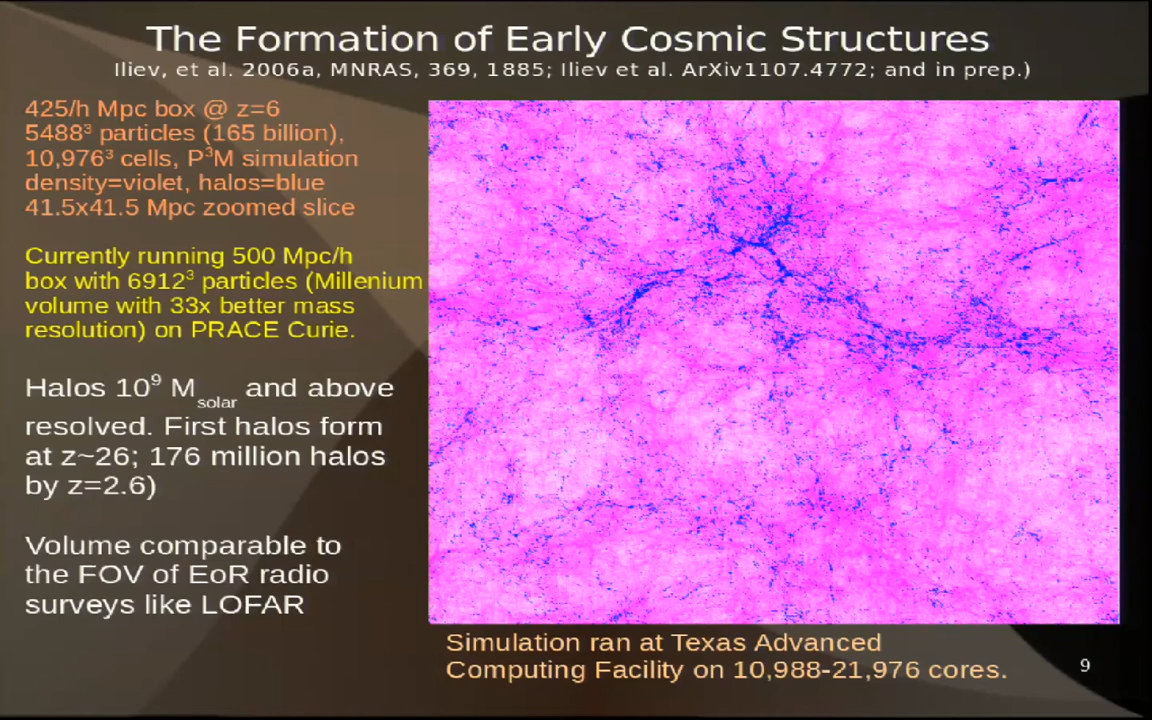 The Formation of Early Cosmic Structures
Iliev, et al. 2006a, MNRAS, 369, 1885; Iliev et al. ArXiv1107.4772; and in prep.)
425/h Mpc box @ z=6
5488³ particles (165 billion),
10,976³ cells, P³M simulation
density=violet, halos=blue
41.5x41.5 Mpc zoomed slice
Currently running 500 Mpc/h
box with 6912³ particles (Millenium
volume with 33x better mass
resolution) on PRACE Curie.
Halos 10⁹ Msolar and above
resolved. First halos form
at z~26; 176 million halos
by z=2.6)
Volume comparable to
the FOV of EoR radio
surveys like LOFAR
Simulation ran at Texas Advanced
Computing Facility on 10,988-21,976 cores.
9